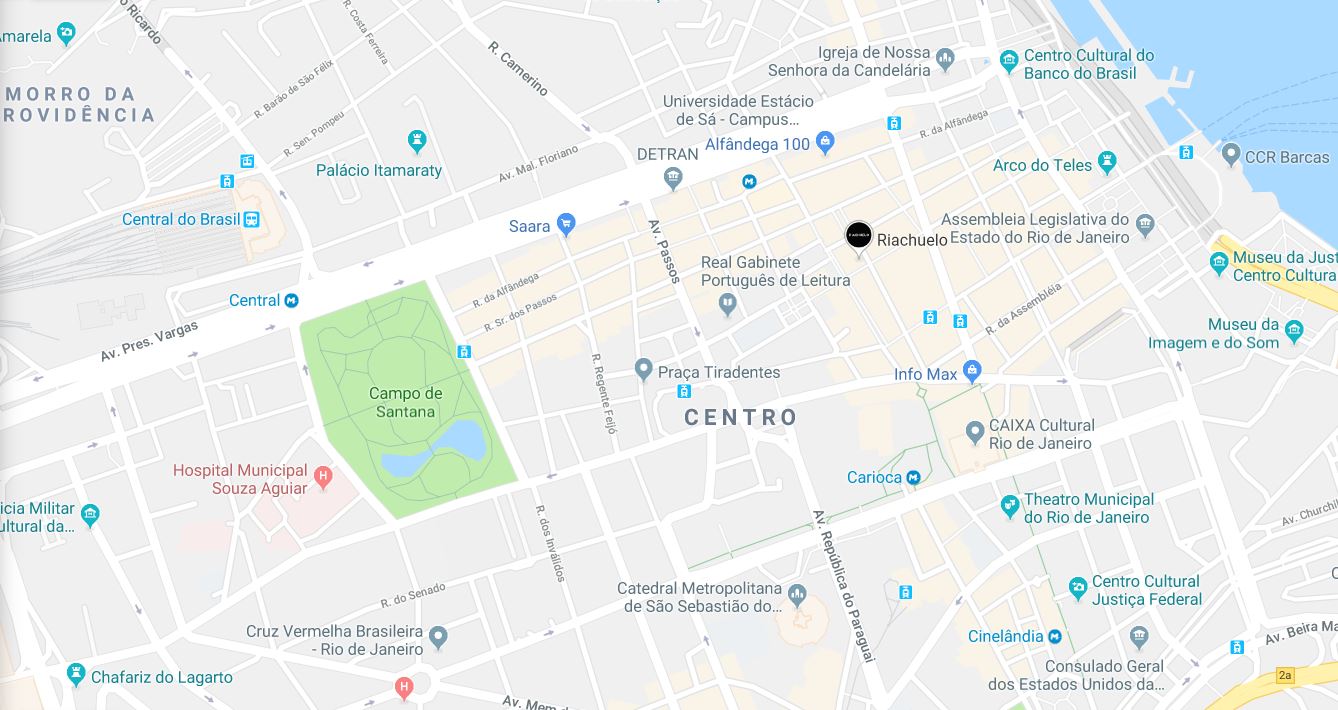 o Ricardo
R. Costa Ferreira
marela
R. Camerino
Igreja de Nossa
Senhora da Candelária
Centro Cultural do
Banco do Brasil
MORRO DA
ROVIDÊNCIA
R. Barão de São Félix
R. Sen. Pompeu
Universidade Estácio
de Sá - Campus...
Alfândega 100
R. da Alfândega
Palácio Itamaraty
Av. Mal. Floriano
DETRAN
Arco do Teles
CCR Barcas
Central do Brasil
Saara
Av. Passos
RIACHUELO
Riachuelo
Assembleia Legislativa do
Estado do Rio de Janeiro
Real Gabinete
Português de Leitura
Museu da Just
Centro Cultura
Central
R. da Alfândega
R. Sr. dos Passos
R. da Assembléia
Av. Pres. Vargas
Museu da
Imagem e do Som
R. Regente Feijó
Praça Tiradentes
Info Max
Campo de
Santana
CENTRO
CAIXA Cultural
Rio de Janeiro
Hospital Municipal
Souza Aguiar
H
Carioca
M
icia Militar
ultural da...
R. dos Inválidos
Av. República do Paraguai
Theatro Municipal
do Rio de Janeiro
Av. Churchil
R. do Senado
Catedral Metropolitana
de São Sebastião do...
Centro Cultural
Justiça Federal
C
Cruz Vermelha Brasileira
- Rio de Janeiro
Cinelândia
M
Av. Beira Ma
Chafariz do Lagarto
H
Consulado Geral
dos Estados Unidos da...
2a
Av. Mem de